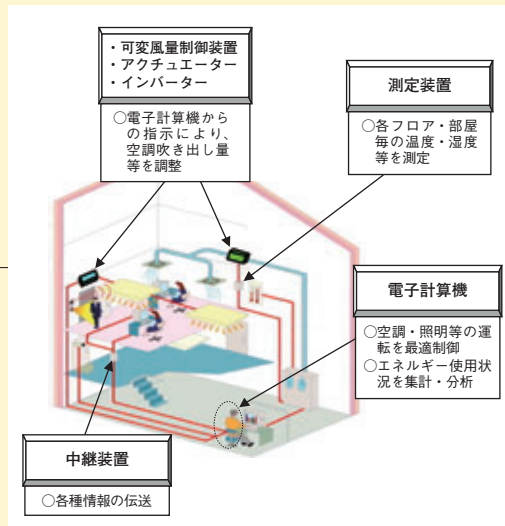 ・可変風量制御装置
・アクチュエーター
・インバーター
○電子計算機か
らの指示により、
空調吹き出し量
等を調整
測定装置
○各フロア・部屋
毎の温度・湿度
等を測定
電子計算機
○空調・照明等の運
転を最適制御
○エネルギー使用状
況を集計・分析
中継装置
○各種情報の伝送